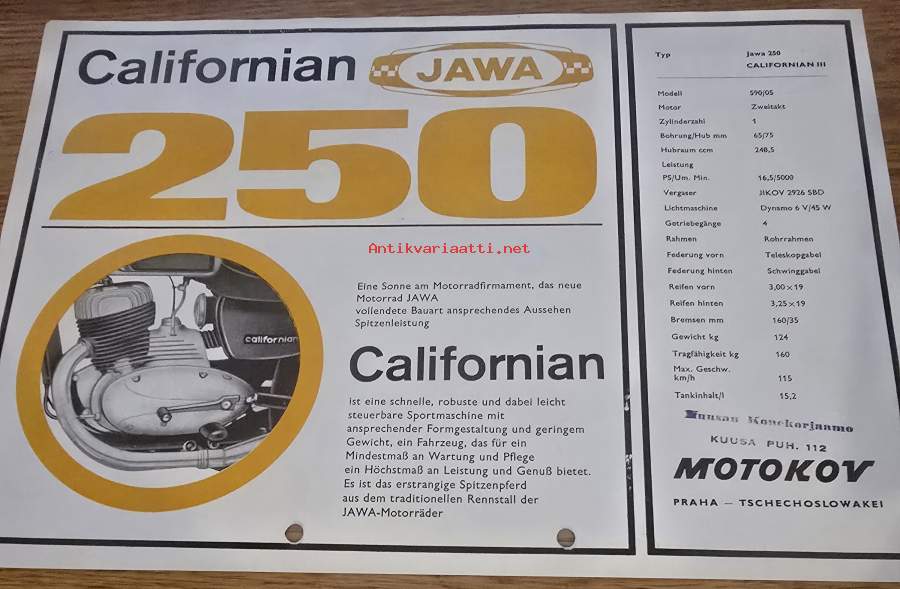 Californian
JAWA
250
Antikvariaatti.net
californian
Eine Sonne am Motorradfirmament, das neue
Motorrad JAWA
vollendete Bauart ansprechendes Aussehen
Spitzenleistung
Californian
ist eine schnelle, robuste und dabei leicht
steuerbare Sportmaschine mit
ansprechender Formgestaltung und geringem
Gewicht, ein Fahrzeug, das für ein
Mindestmaß an Wartung und Pflege
ein Höchstmaß an Leistung und Genuß bietet.
Es ist das erstrangige Spitzenpferd
aus dem traditionellen Rennstall der
JAWA-Motorräder
Typ Jawa 250
CALIFORNIAN III
Modell 590/05
Motor Zweitakt
Zylinderzahl 1
Bohrung/Hub mm 65/75
Hubraum ccm 248,5
Leistung
PS/Um. Min. 16,5/5000
Vergaser JIKOV 2926 SBD
Lichtmaschine Dynamo 6 V/45 W
Getriebegänge 4
Rahmen Rohrrahmen
Federung vorn Teleskopgabel
Federung hinten Schwinggabel
Reifen vorn 3,00×19
Reifen hinten 3,25×19
Bremsen mm 160/35
Gewicht kg 124
Tragfähigkeit kg 160
Max. Geschw.
km/h 115
Tankinhalt/l 15,2
KUUSA PUH. 112
MOTOKOV
PRAHA – TSCHECHOSLOWAKEI